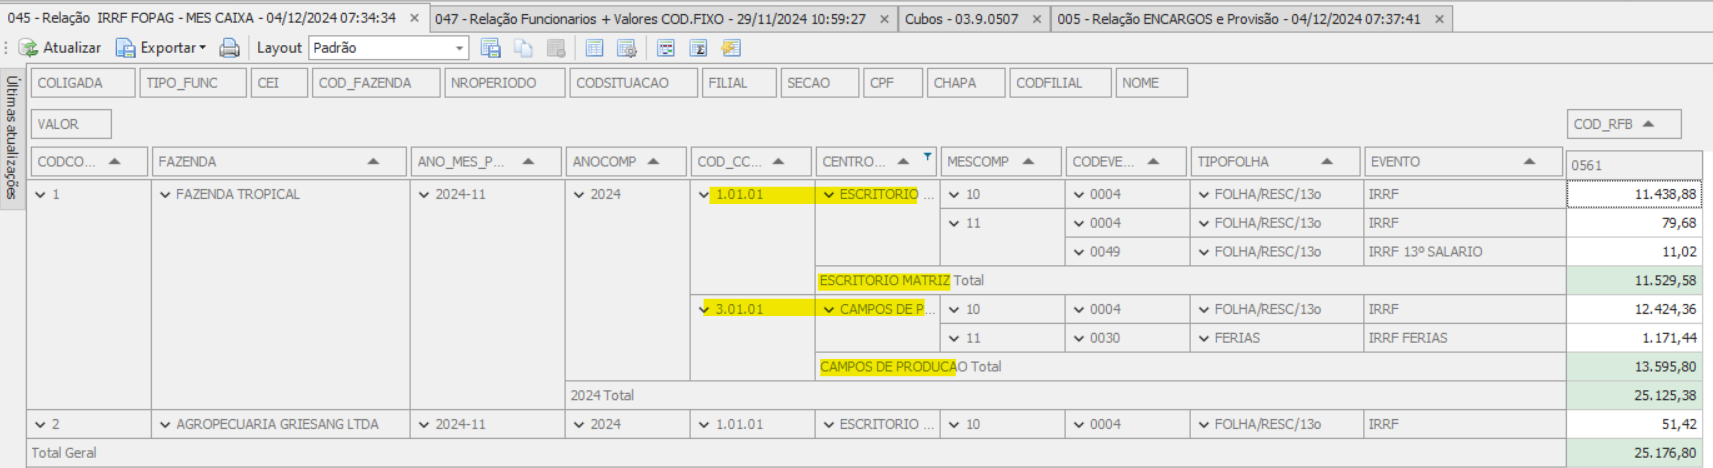 045 - Relação IRRF FOPAG - MES CAIXA - 04/12/2024 07:34:34 × 047 - Relação Funcionarios + Valores COD.FIXO - 29/11/2024 10:59:27 × Cubos - 03.9.0507 × 005 - Relação ENCARGOS e Provisão - 04/12/2024 07:37:41 ×
Atualizar Exportar Layout Padrão
Últimas atualizações
COLIGADA TIPO_FUNC CEI COD_FAZENDA NROPERIODO CODSITUACAO FILIAL SECAO CPF CHAPA CODFILIAL NOME
VALOR COD_RFB
CODCO... FAZENDA ANO_MES_P... ANOCOMP COD_CC... CENTRO... MESCOMP CODEVE... TIPOFOLHA EVENTO 0561
1 FAZENDA TROPICAL 2024-11 2024 1.01.01 ESCRITORIO ... 10 0004 FOLHA/RESC/13o IRRF 11.438,88
11 0004 FOLHA/RESC/13o IRRF 79,68
0049 FOLHA/RESC/13o IRRF 13º SALARIO 11,02
ESCRITORIO MATRIZ Total 11.529,58
3.01.01 CAMPOS DE P... 10 0004 FOLHA/RESC/13o IRRF 12.424,36
11 0030 FERIAS IRRF FERIAS 1.171,44
CAMPOS DE PRODUCAO Total 13.595,80
2024 Total 25.125,38
2 AGROPECUARIA GRIESANG LTDA 2024-11 2024 1.01.01 ESCRITORIO ... 10 0004 FOLHA/RESC/13o IRRF 51,42
Total Geral 25.176,80